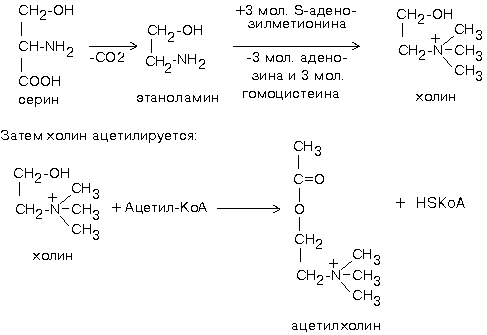 CH2-OH
CH-NH2
COOH
серин
-CO2
CH2-OH
CH2-NH2
этаноламин
+3 мол. S-адено-
зилметионина
-3 мол. адено-
зина и 3 мол.
гомоцистеина
CH2-OH
CH2-N+
CH3
CH3
CH3
холин
Затем холин ацетилируется:
CH2-OH
CH2-N+
CH3
CH3
CH3
холин
+ Ацетил-КоА
CH3
C=O
O
CH2
CH2-N+
CH3
CH3
CH3
ацетилхолин
+ HSКоА